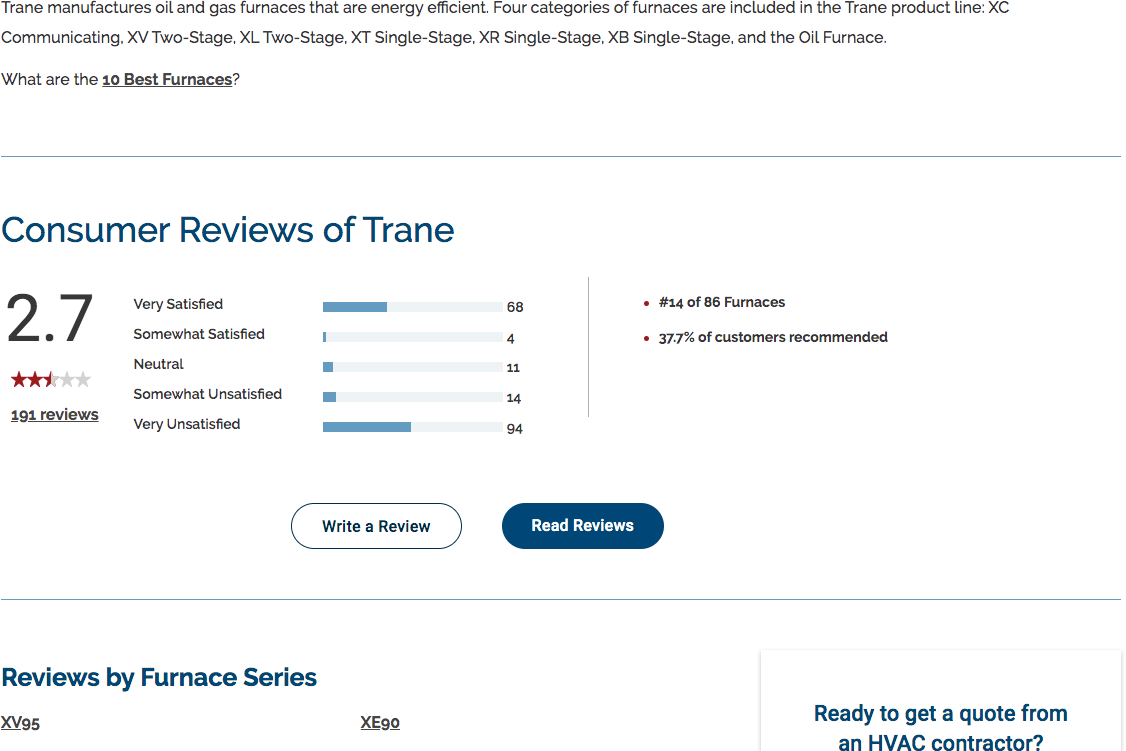 Trane manufactures oil and gas furnaces that are energy efficient. Four categories of furnaces are included in the Trane product line: XC
Communicating, XV Two-Stage, XL Two-Stage, XT Single-Stage, XR Single-Stage, XB Single-Stage, and the Oil Furnace.
What are the 10 Best Furnaces?
Consumer Reviews of Trane
2.7
191 reviews
Very Satisfied 68
Somewhat Satisfied 4
Neutral 11
Somewhat Unsatisfied 14
Very Unsatisfied 94
#14 of 86 Furnaces
37.7% of customers recommended
Write a Review
Read Reviews
Reviews by Furnace Series
XV95
XE90
Ready to get a quote from
an HVAC contractor?